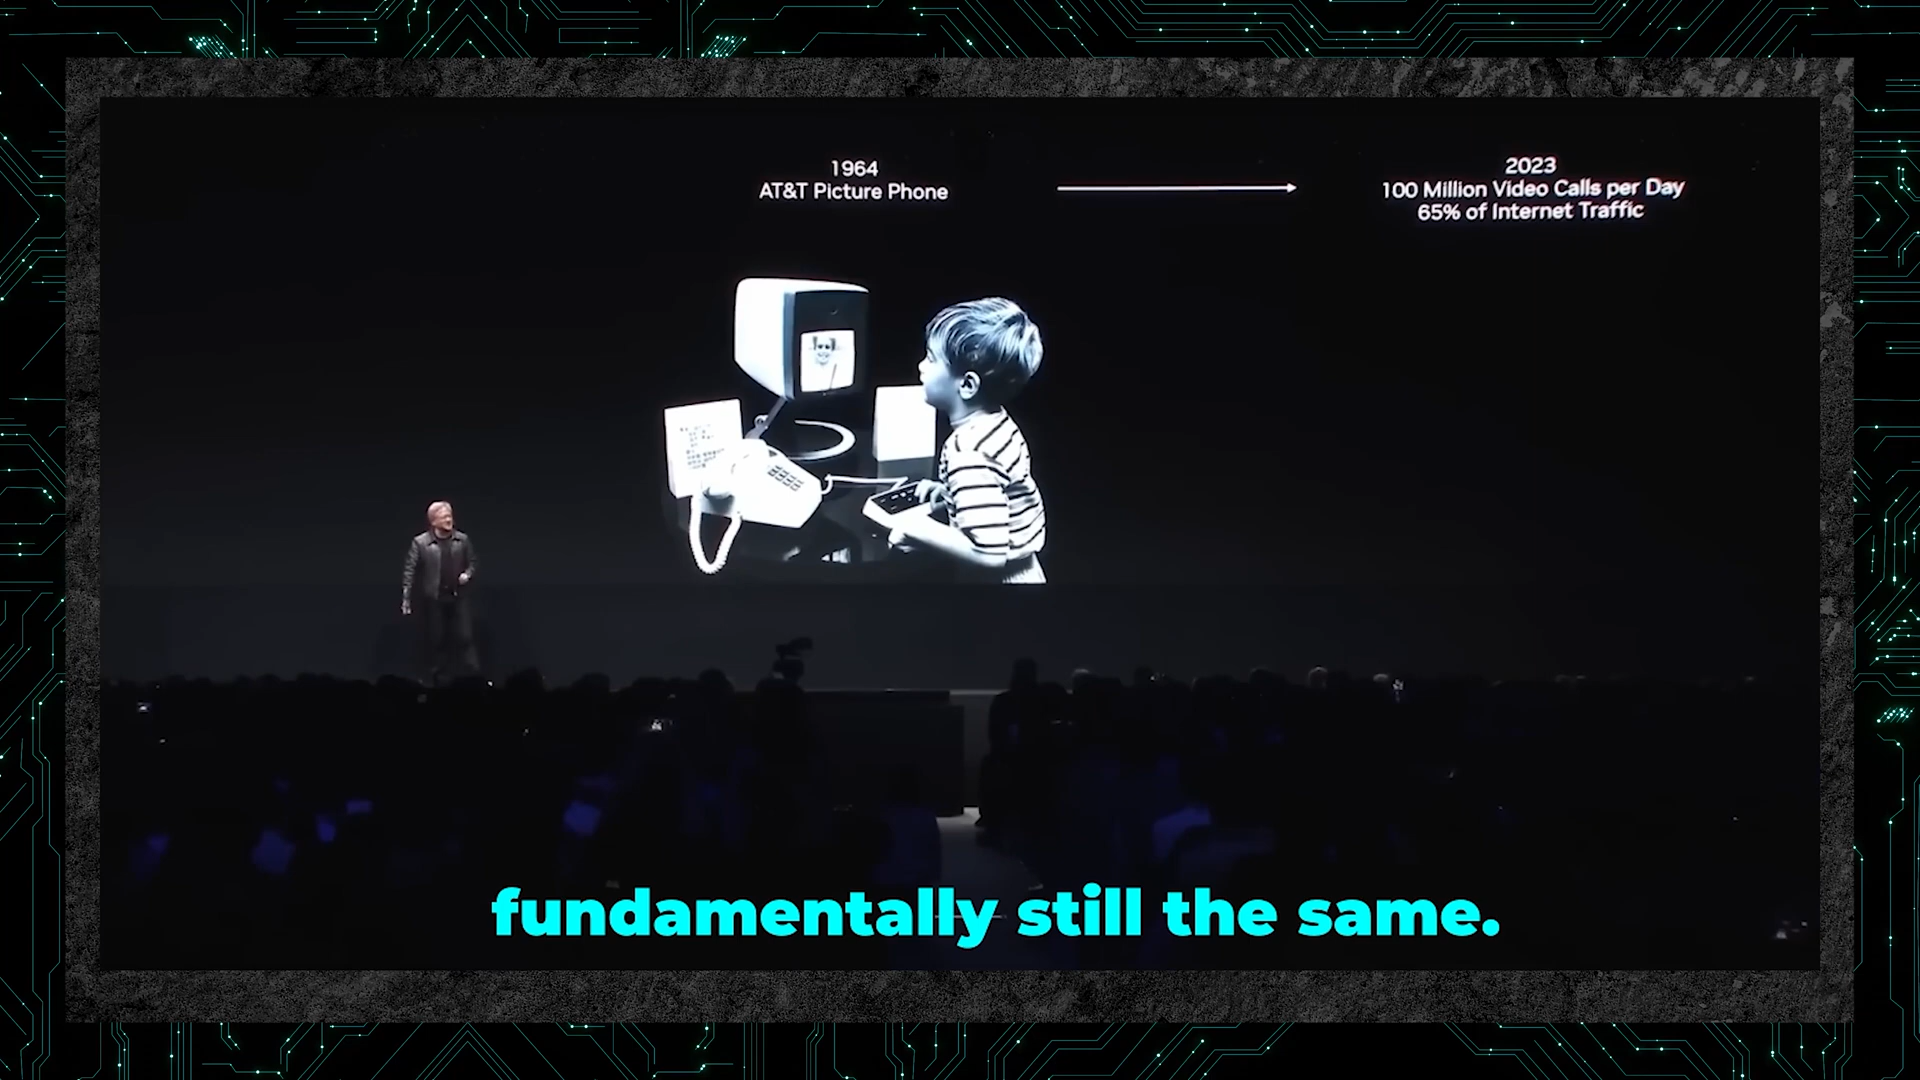 1964
AT&T Picture Phone
2023
100 Million Video Calls per Day
65% of Internet Traffic
fundamentally still the same.